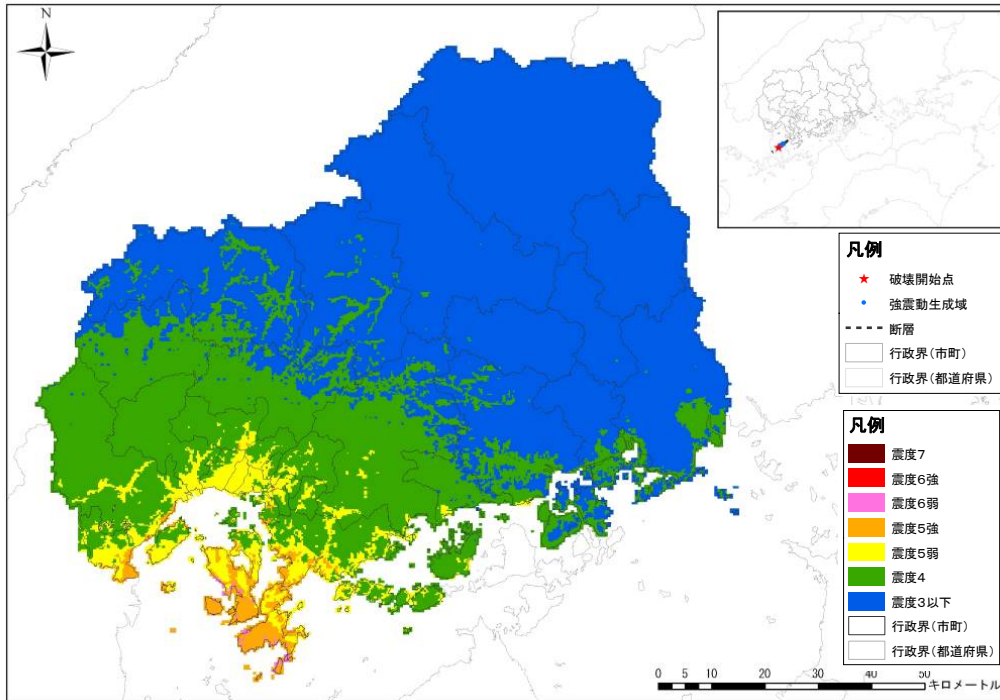 N
凡例
破壊開始点
強震動生成域
断層
行政界(市町)
行政界(都道府県)
凡例
震度7
震度6強
震度6弱
震度5強
震度5弱
震度4
震度3以下
行政界(市町)
行政界(都道府県)
0 5 10 20 30 40 50
キロメートル